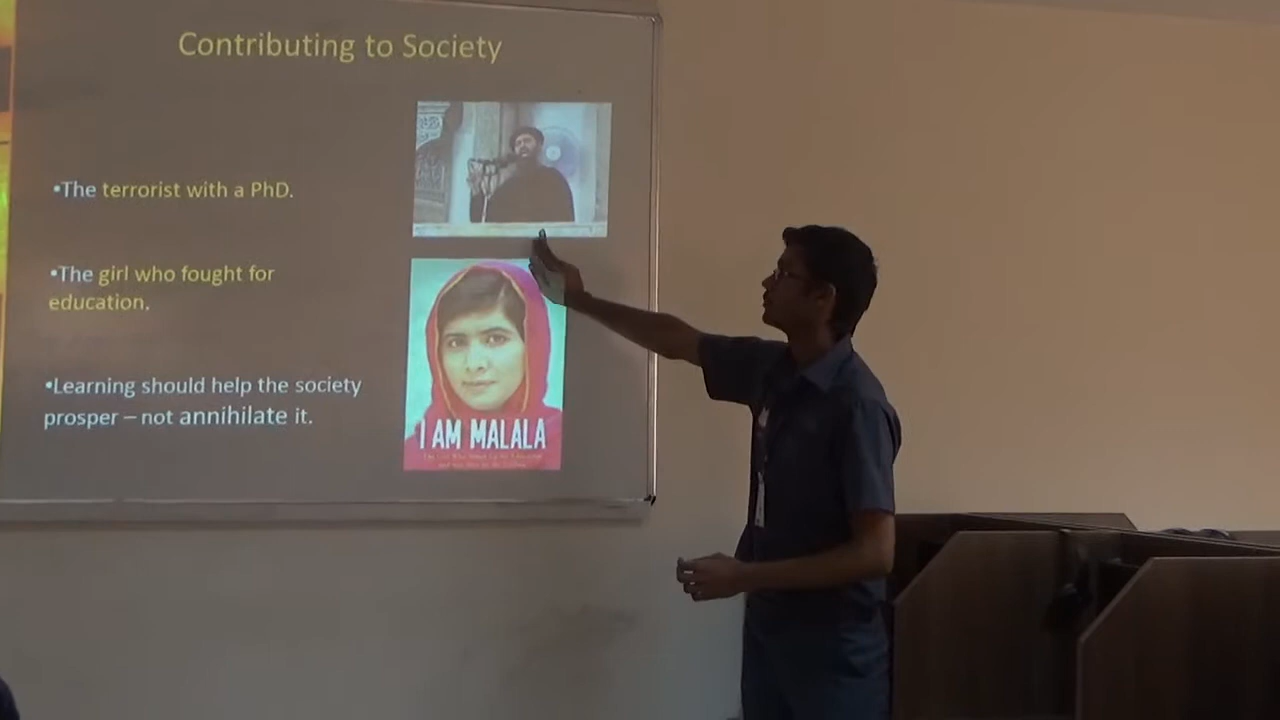 Contributing to Society
•The terrorist with a PhD.
•The girl who fought for
education.
•Learning should help the society
prosper – not annihilate it.
I AM MALALA